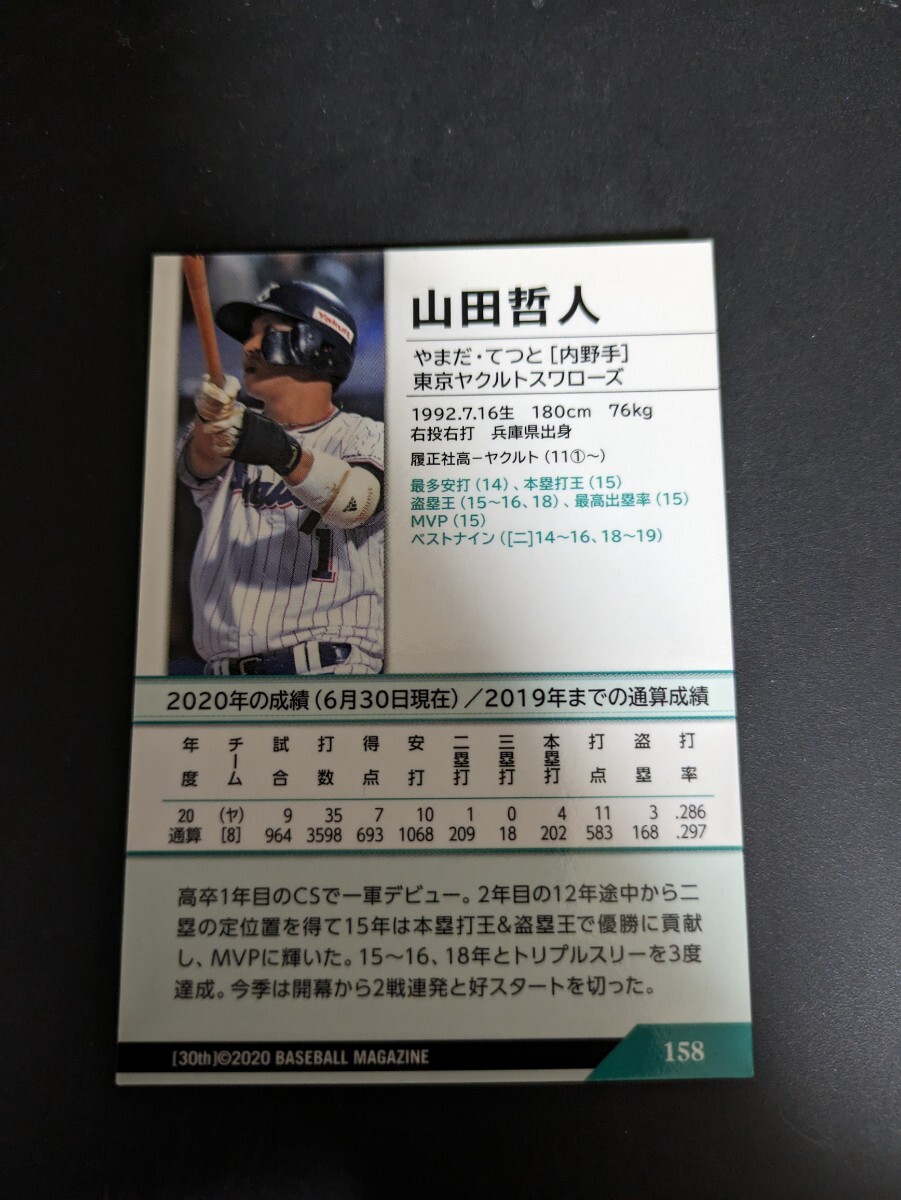 山田哲人
やまだ・てつと[内野手]
東京ヤクルトスワローズ
1992.7.16生 180cm 76kg
右投右打 兵庫県出身
履正社高－ヤクルト(11①～)
最多安打(14)、本塁打王(15)
盗塁王(15～16、18)、最高出塁率(15)
MVP(15)
ベストナイン([二]14～16、18～19)
Yakult
1
2020年の成績(6月30日現在)／2019年までの通算成績
年度 チーム 試合 打数 得点 安打 二塁打 三塁打 本塁打 打点 盗塁 打率
20 (ヤ) 9 35 7 10 1 0 4 11 3 .286
通算 [8] 964 3598 693 1068 209 18 202 583 168 .297
高卒1年目のCSで一軍デビュー。2年目の12年途中から二
塁の定位置を得て15年は本塁打王&盗塁王で優勝に貢献
し、MVPに輝いた。15～16、18年とトリプルスリーを3度
達成。今季は開幕から2戦連発と好スタートを切った。
[30th]©2020 BASEBALL MAGAZINE
158